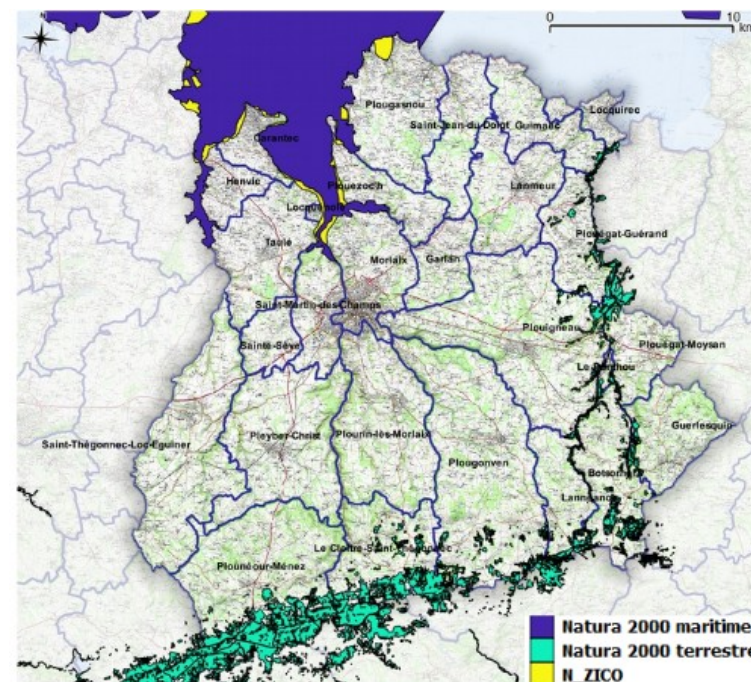 N
0 10
km
Plougasnou
Saint-Jean-du-Doigt
Guimaëc
Locquirec
Carantec
Henvic
Plouezoc'h
Lanmeur
Locquénolé
Taulé
Plouégat-Guérand
Morlaix
Garlan
Saint-Martin-des-Champs
Plouigneau
Sainte-Sève
Plouégat-Moysan
Le Ponthou
Guerlesquin
Saint-Thégonnec-Loc-Eguiner
Pleyber-Christ
Plourin-lès-Morlaix
Plougonven
Botsorhel
Lannéanou
Le Cloître-Saint-Thégonnec
Plounéour-Ménez
Natura 2000 maritime
Natura 2000 terrestre
N_ZICO